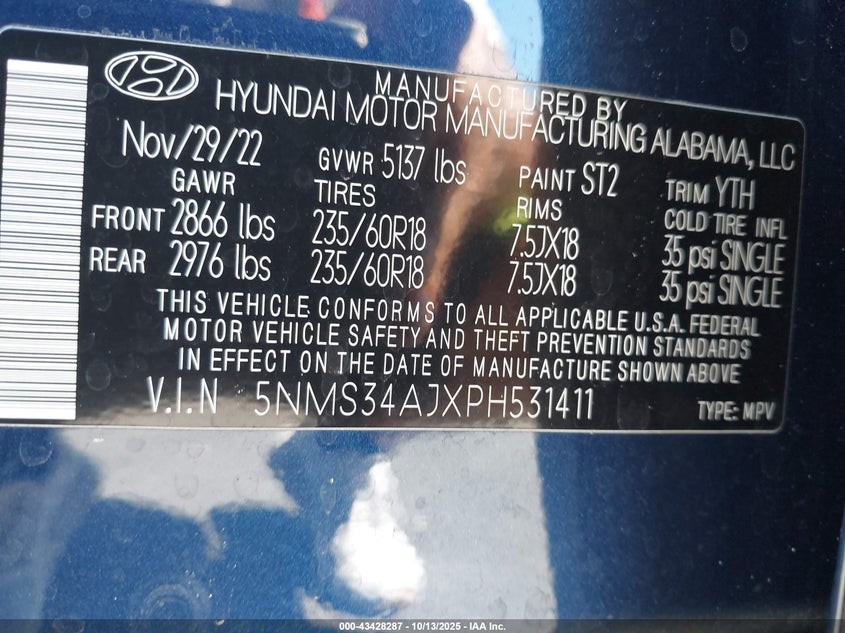 MANUFACTURED BY
HYUNDAI MOTOR MANUFACTURING ALABAMA, LLC
Nov/29/22 GVWR 5137 lbs PAINT ST2 TRIM YTH
GAWR TIRES RIMS COLD TIRE INFL
FRONT 2866 lbs 235/60R18 7.5JX18 35 psi SINGLE
REAR 2976 lbs 235/60R18 7.5JX18 35 psi SINGLE
THIS VEHICLE CONFORMS TO ALL APPLICABLE U.S.A. FEDERAL
MOTOR VEHICLE SAFETY AND THEFT PREVENTION STANDARDS
IN EFFECT ON THE DATE OF MANUFACTURE SHOWN ABOVE
V.I.N 5NMS34AJXPH531411 TYPE: MPV
000-43428287 - 10/13/2025 - IAA Inc.